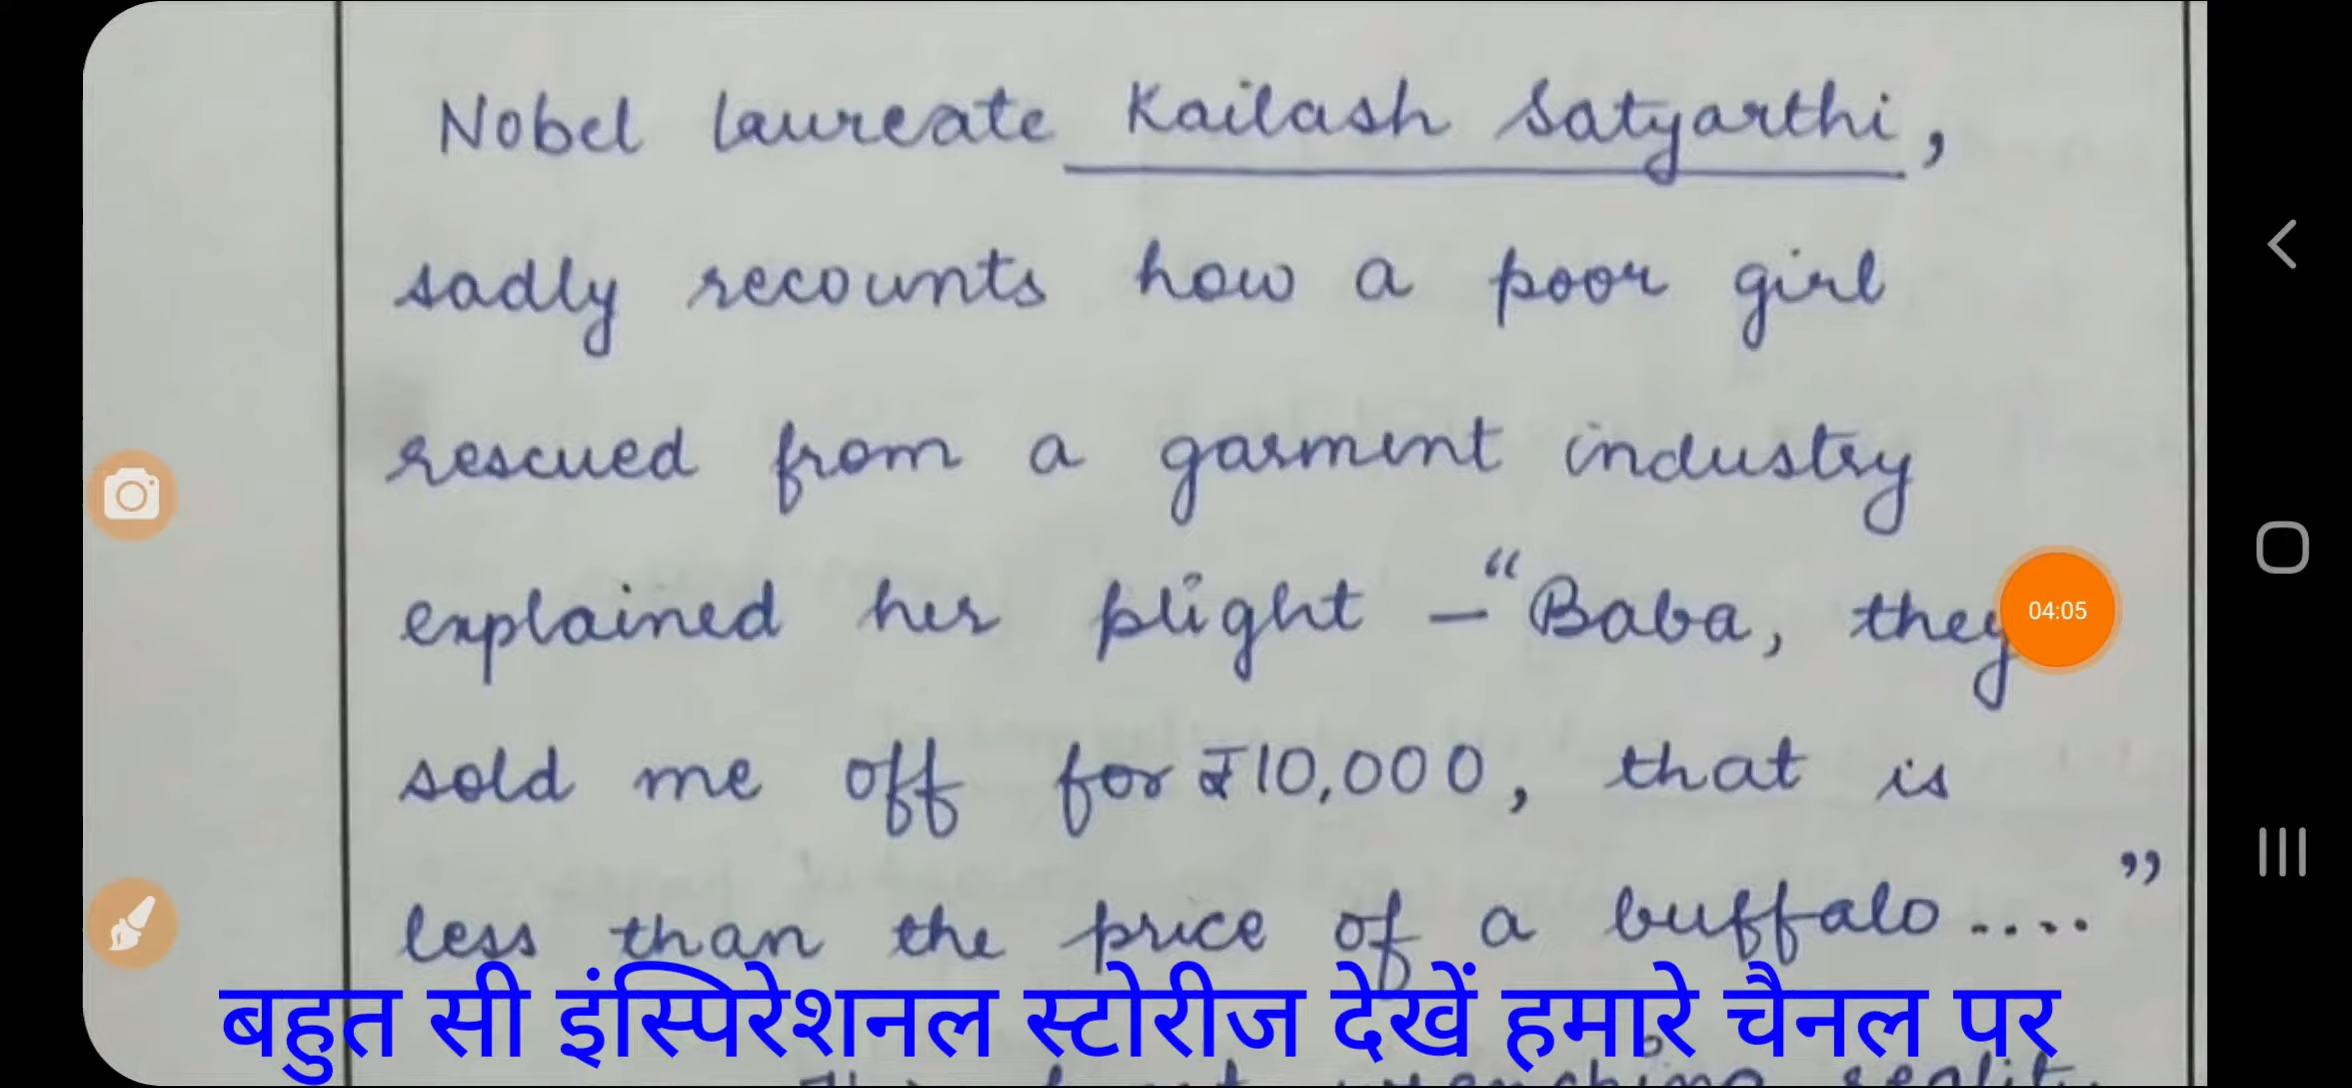 Nobel laureate Kailash Satyarthi,
sadly recounts how a poor girl
rescued from a garment industry
explained her plight – “Baba, they
04:05
sold me off for ₹10,000, that is
less than the price of a buffalo ....”
बहुत सी इंस्पिरेशनल स्टोरीज देखें हमारे चैनल पर